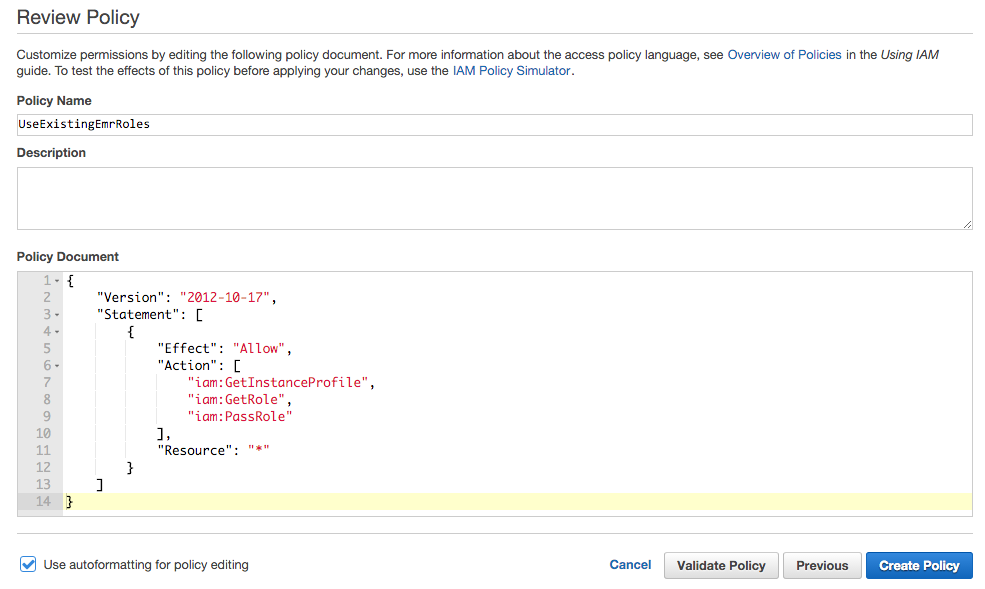 Review Policy
Customize permissions by editing the following policy document. For more information about the access policy language, see Overview of Policies in the Using IAM
guide. To test the effects of this policy before applying your changes, use the IAM Policy Simulator.
Policy Name
UseExistingEmrRoles
Description
Policy Document
1 {
2 "Version": "2012-10-17",
3 "Statement": [
4 {
5 "Effect": "Allow",
6 "Action": [
7 "iam:GetInstanceProfile",
8 "iam:GetRole",
9 "iam:PassRole"
10 ],
11 "Resource": "*"
12 }
13 ]
14 }
Use autoformatting for policy editing Cancel Validate Policy Previous Create Policy